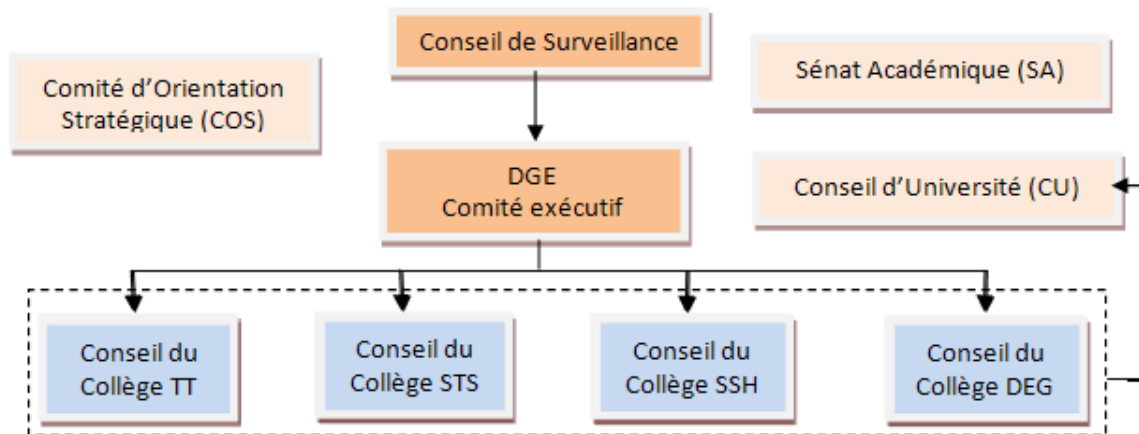 Conseil de Surveillance
Comité d’Orientation
Stratégique (COS)
Sénat Académique (SA)
DGE
Comité exécutif
Conseil d’Université (CU)
Conseil du
Collège TT
Conseil du
Collège STS
Conseil du
Collège SSH
Conseil du
Collège DEG